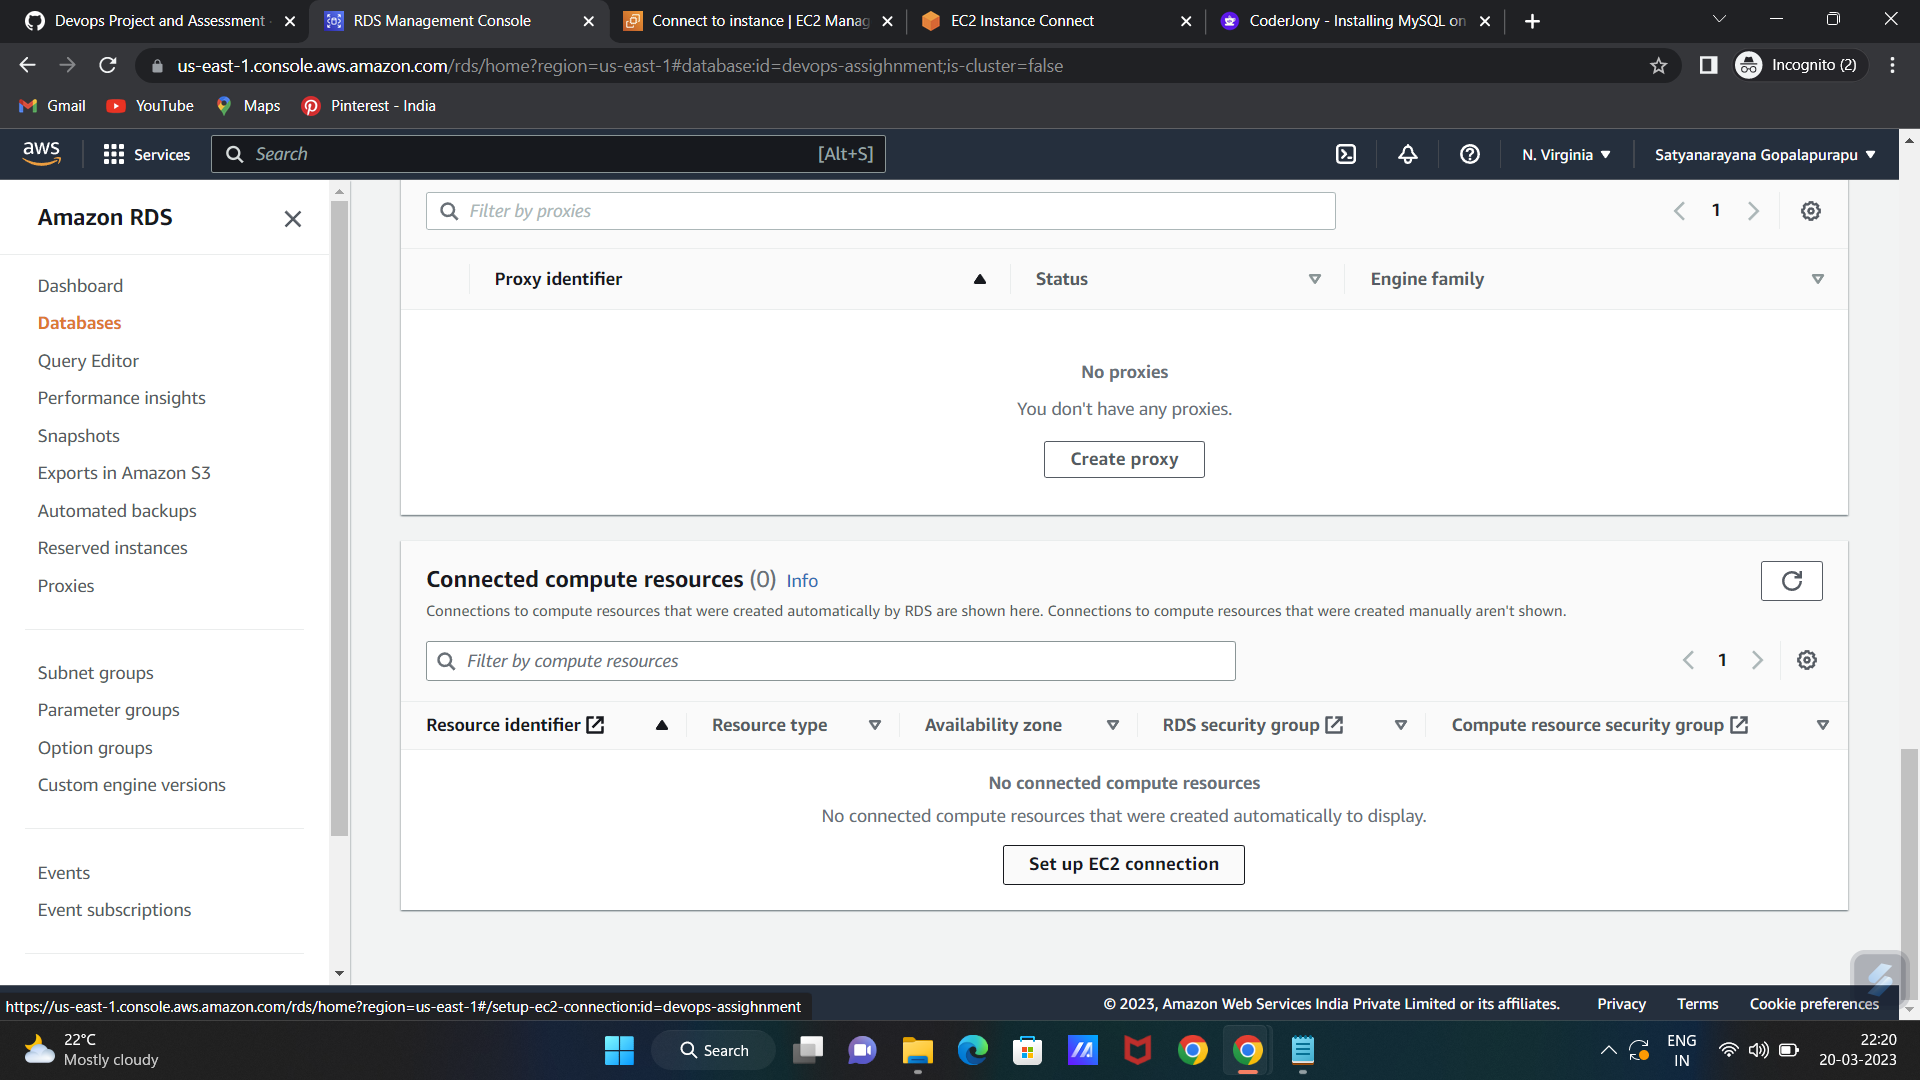 Devops Project and Assessment
RDS Management Console
Connect to instance | EC2 Manag
EC2 Instance Connect
CoderJony - Installing MySQL on
us-east-1.console.aws.amazon.com/rds/home?region=us-east-1#database:id=devops-assighnment;is-cluster=false
Incognito (2)
Gmail
YouTube
Maps
Pinterest - India
aws
Services
Search
[Alt+S]
N. Virginia
Satyanarayana Gopalapurapu
Amazon RDS
Dashboard
Databases
Query Editor
Performance insights
Snapshots
Exports in Amazon S3
Automated backups
Reserved instances
Proxies
Subnet groups
Parameter groups
Option groups
Custom engine versions
Events
Event subscriptions
Filter by proxies
1
Proxy identifier
Status
Engine family
No proxies
You don't have any proxies.
Create proxy
Connected compute resources (0) Info
Connections to compute resources that were created automatically by RDS are shown here. Connections to compute resources that were created manually aren't shown.
Filter by compute resources
1
Resource identifier
Resource type
Availability zone
RDS security group
Compute resource security group
No connected compute resources
No connected compute resources that were created automatically to display.
Set up EC2 connection
https://us-east-1.console.aws.amazon.com/rds/home?region=us-east-1#/setup-ec2-connection:id=devops-assighnment
© 2023, Amazon Web Services India Private Limited or its affiliates.
Privacy
Terms
Cookie preferences
22°C
Mostly cloudy
Search
ENG
IN
22:20
20-03-2023